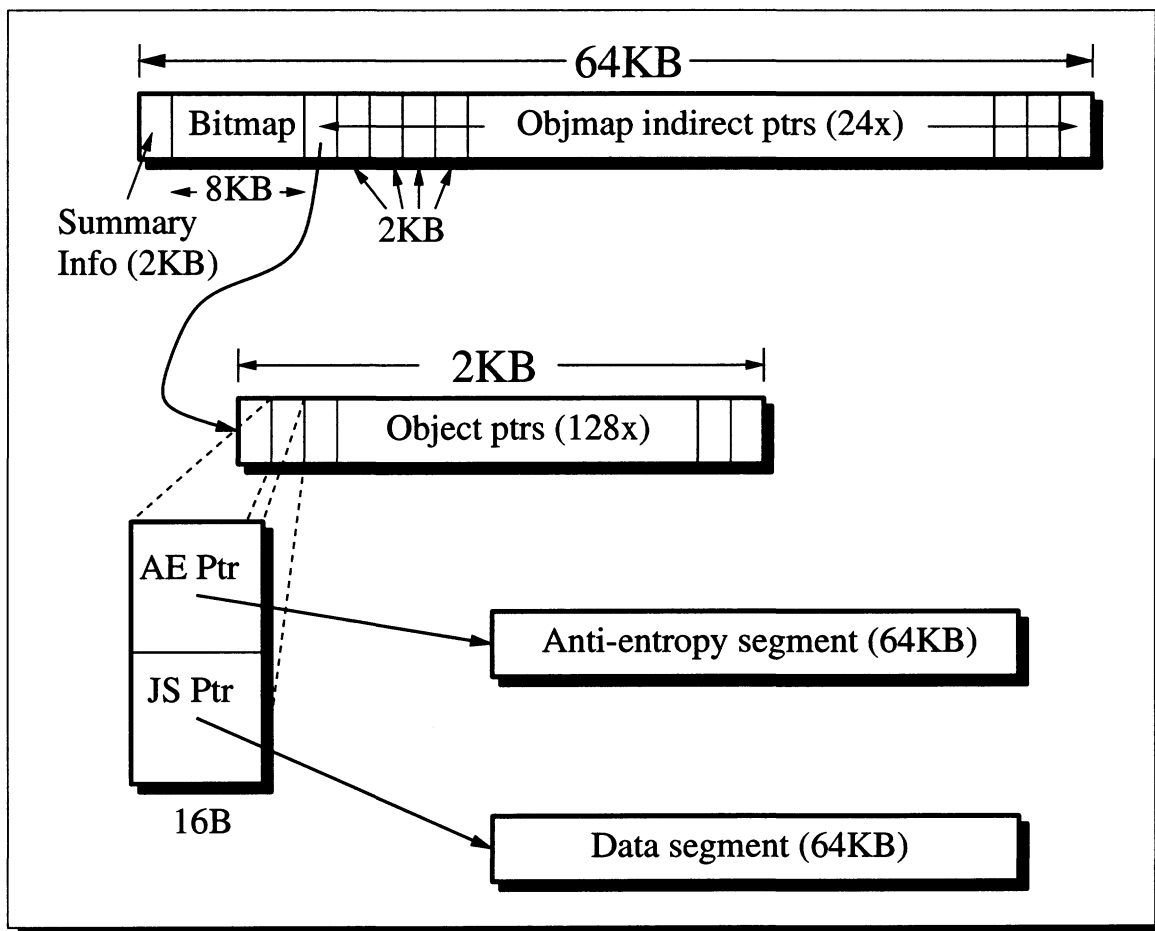 64KB
Bitmap
Objmap indirect ptrs (24x)
8KB
Summary
Info (2KB)
2KB
2KB
Object ptrs (128x)
AE Ptr
Anti-entropy segment (64KB)
JS Ptr
16B
Data segment (64KB)